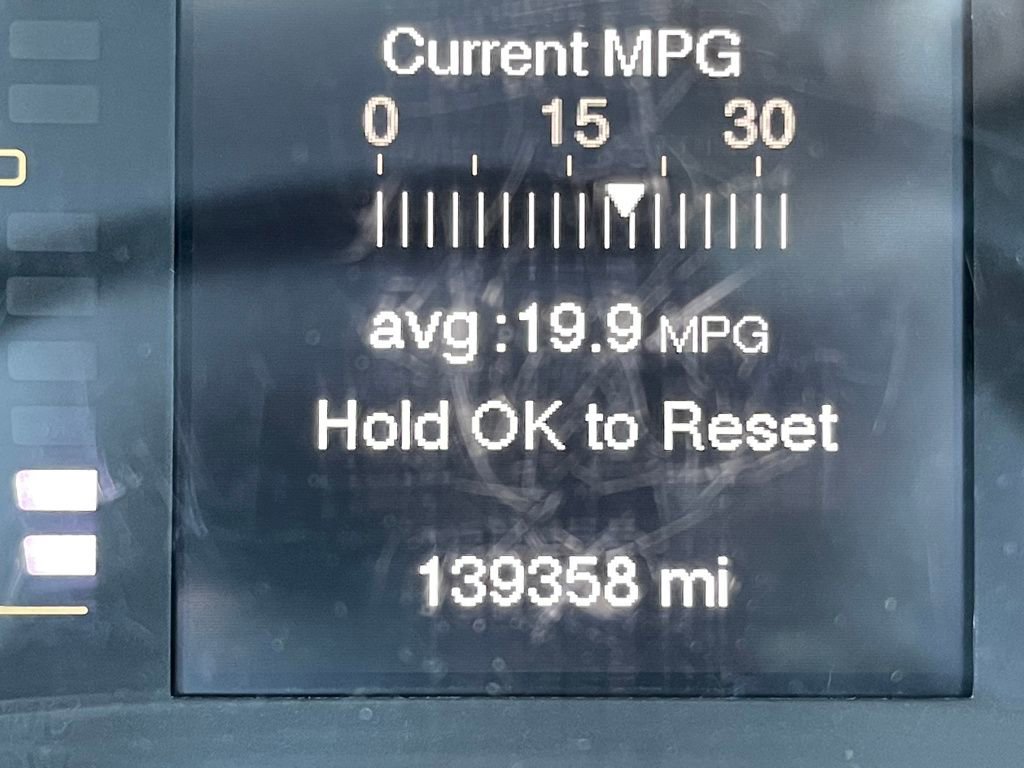 Current MPG
0 15 30
avg:19.9 MPG
Hold OK to Reset
139358 mi